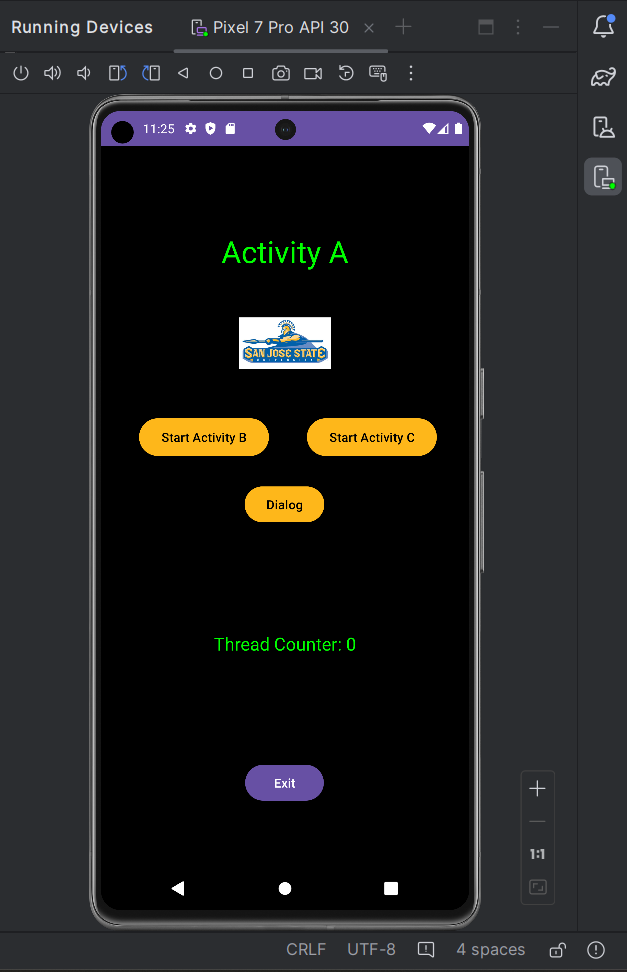 Running Devices
Pixel 7 Pro API 30
11:25
Activity A
SAN JOSE STATE
Start Activity B
Start Activity C
Dialog
Thread Counter: 0
Exit
1:1
CRLF
UTF-8
4 spaces